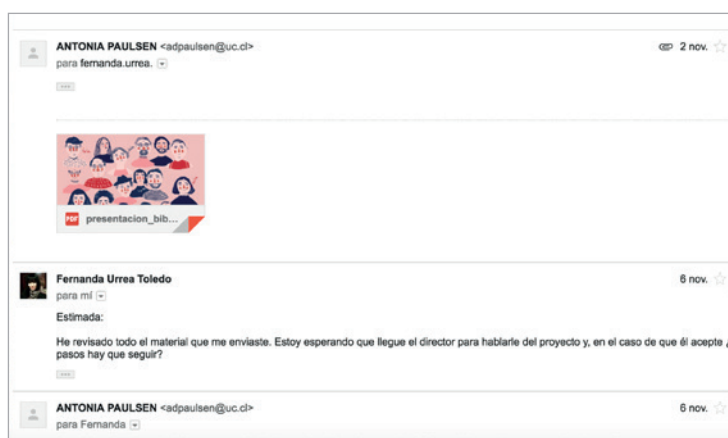 ANTONIA PAULSEN <adpaulsen@uc.cl> 2 nov.
para fernanda.urrea.
PDF presentacion_bib...
Fernanda Urrea Toledo 6 nov.
para mí
Estimada:
He revisado todo el material que me enviaste. Estoy esperando que llegue el director para hablarle del proyecto y, en el caso de que él acepte ¿
pasos hay que seguir?
ANTONIA PAULSEN <adpaulsen@uc.cl> 6 nov.
para Fernanda